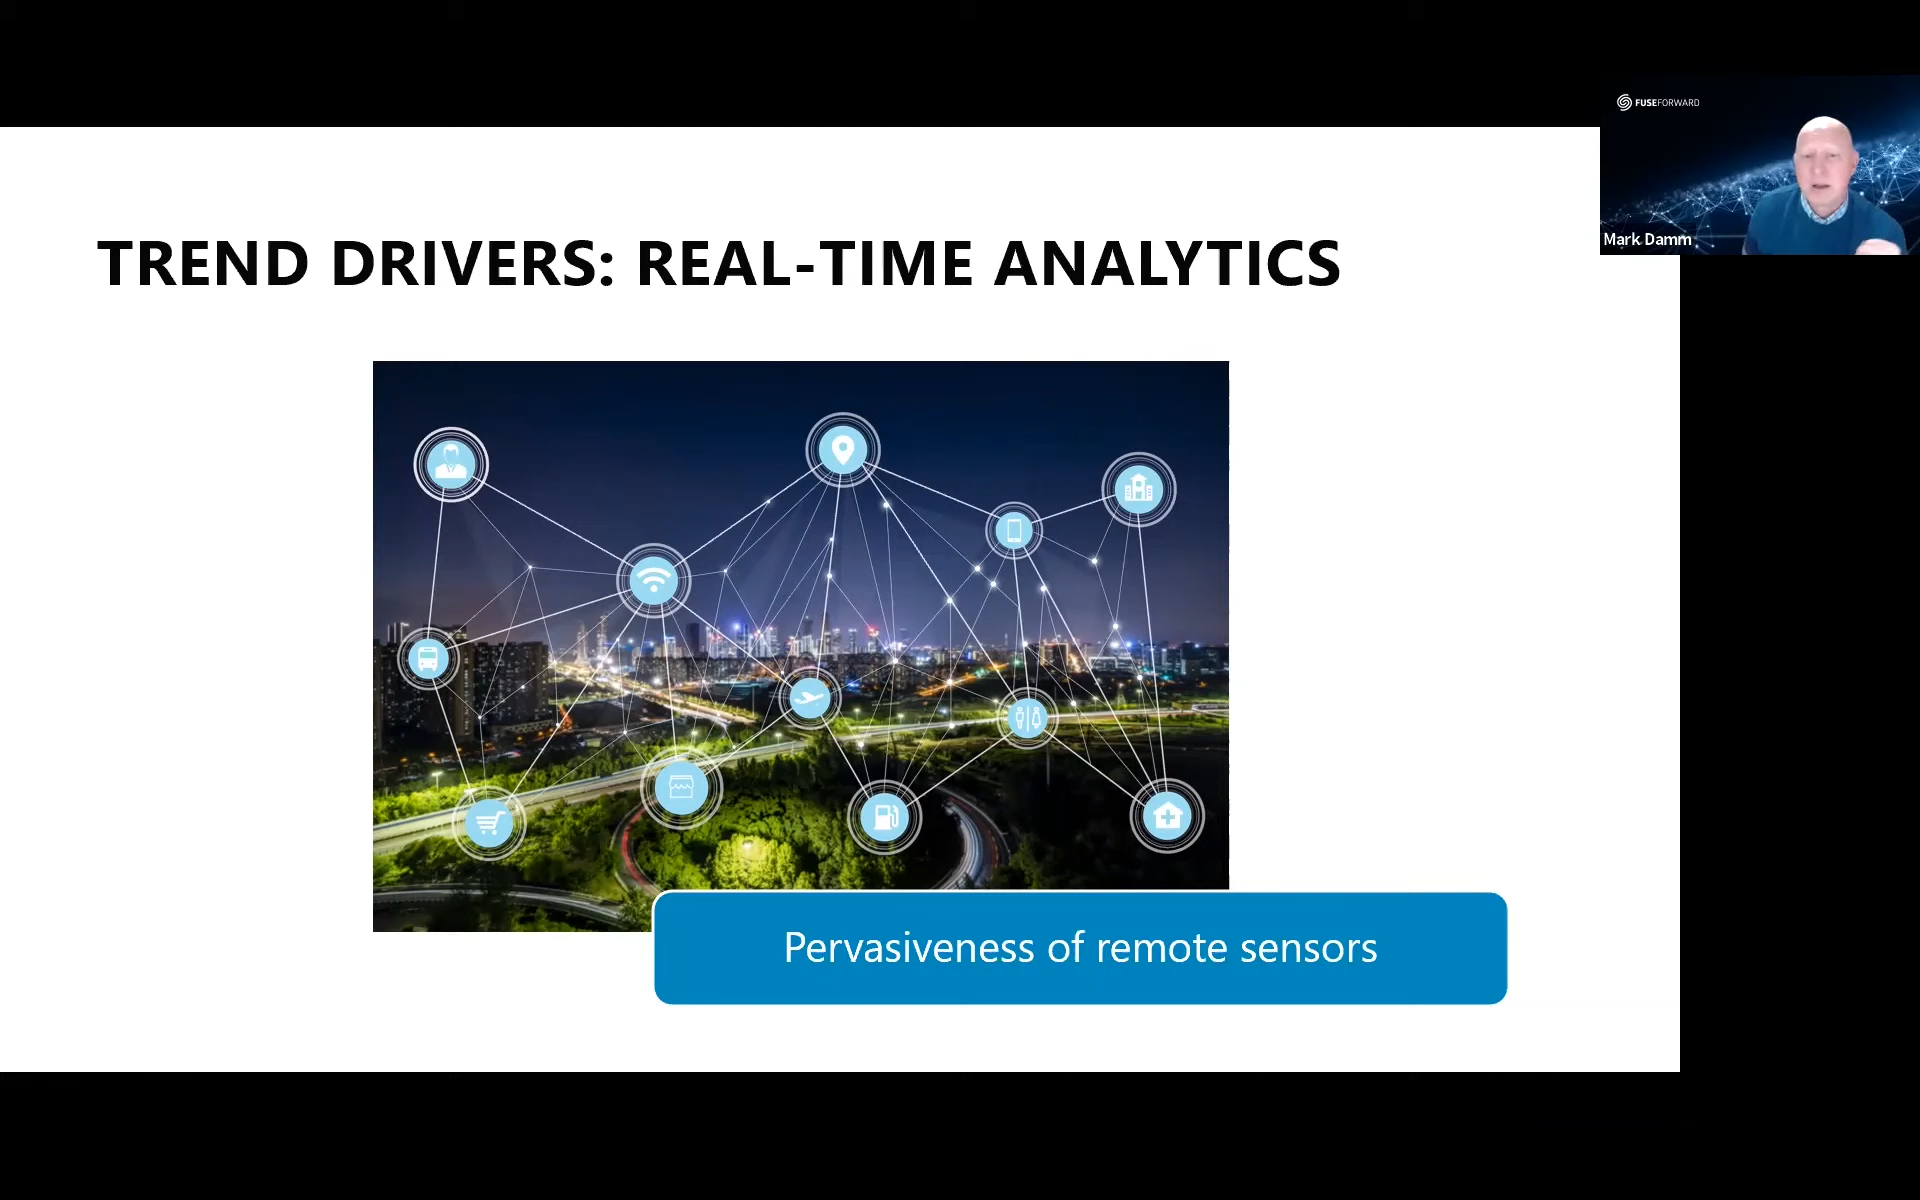 FUSEFORWARD
Mark Damm
TREND DRIVERS: REAL-TIME ANALYTICS
Pervasiveness of remote sensors